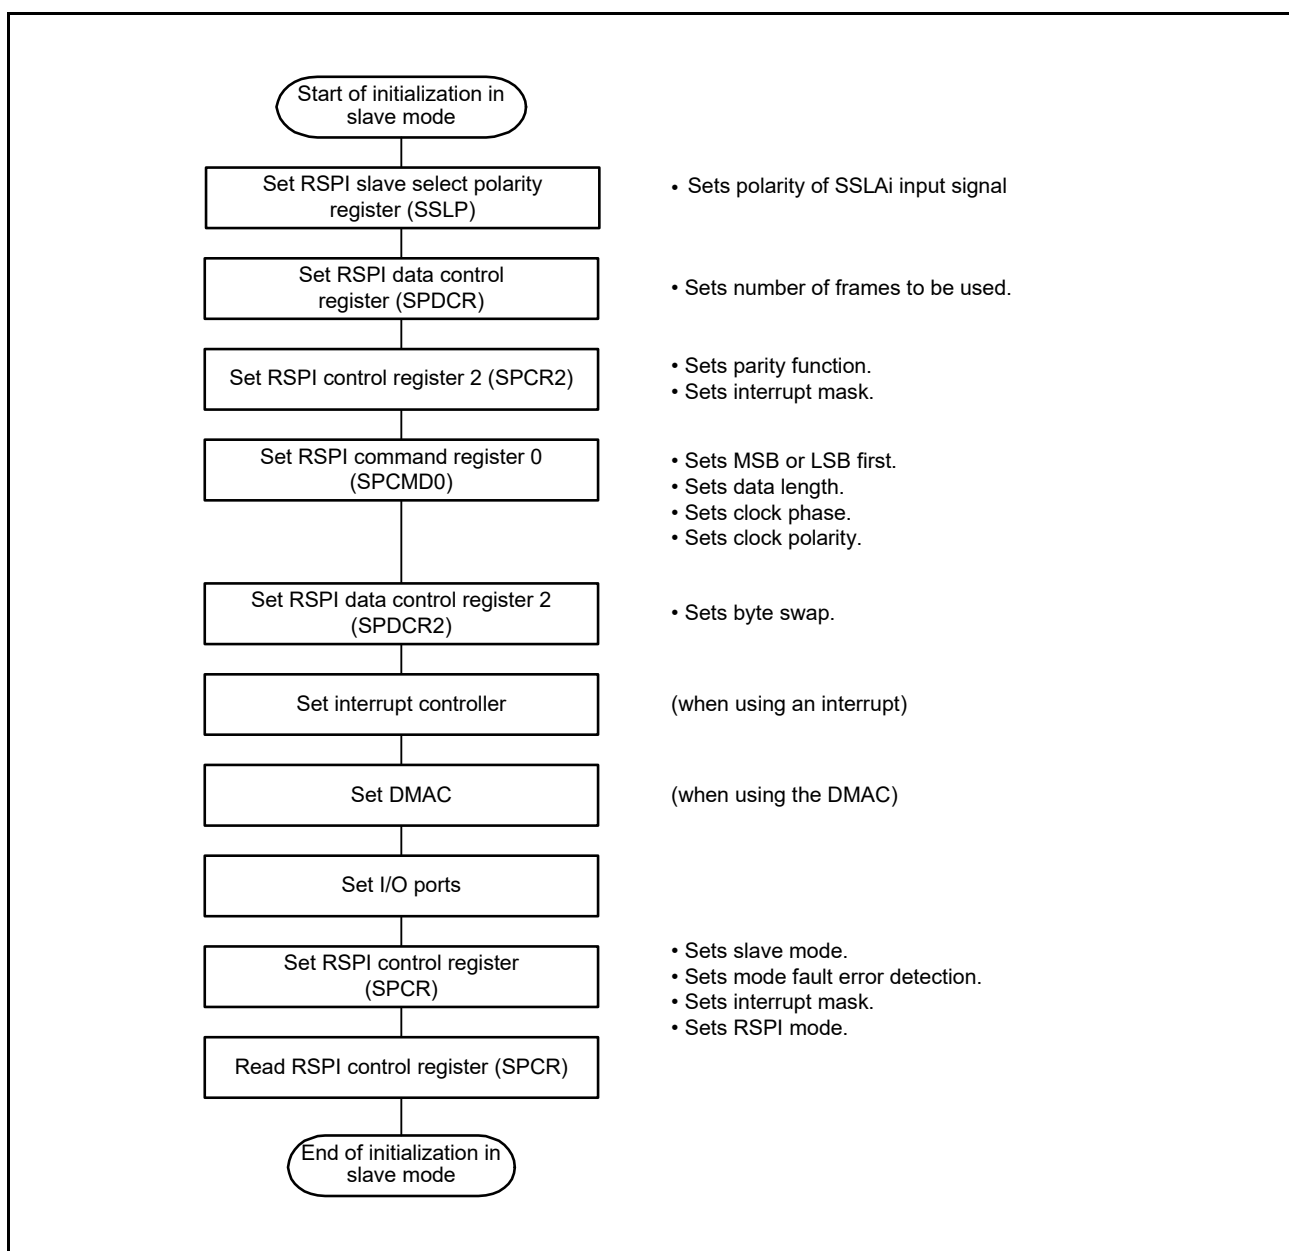 Start of initialization in
slave mode
Set RSPI slave select polarity
register (SSLP)
• Sets polarity of SSLAi input signal
Set RSPI data control
register (SPDCR)
• Sets number of frames to be used.
Set RSPI control register 2 (SPCR2)
• Sets parity function.
• Sets interrupt mask.
Set RSPI command register 0
(SPCMD0)
• Sets MSB or LSB first.
• Sets data length.
• Sets clock phase.
• Sets clock polarity.
Set RSPI data control register 2
(SPDCR2)
• Sets byte swap.
Set interrupt controller
(when using an interrupt)
Set DMAC
(when using the DMAC)
Set I/O ports
Set RSPI control register
(SPCR)
• Sets slave mode.
• Sets mode fault error detection.
• Sets interrupt mask.
• Sets RSPI mode.
Read RSPI control register (SPCR)
End of initialization in
slave mode